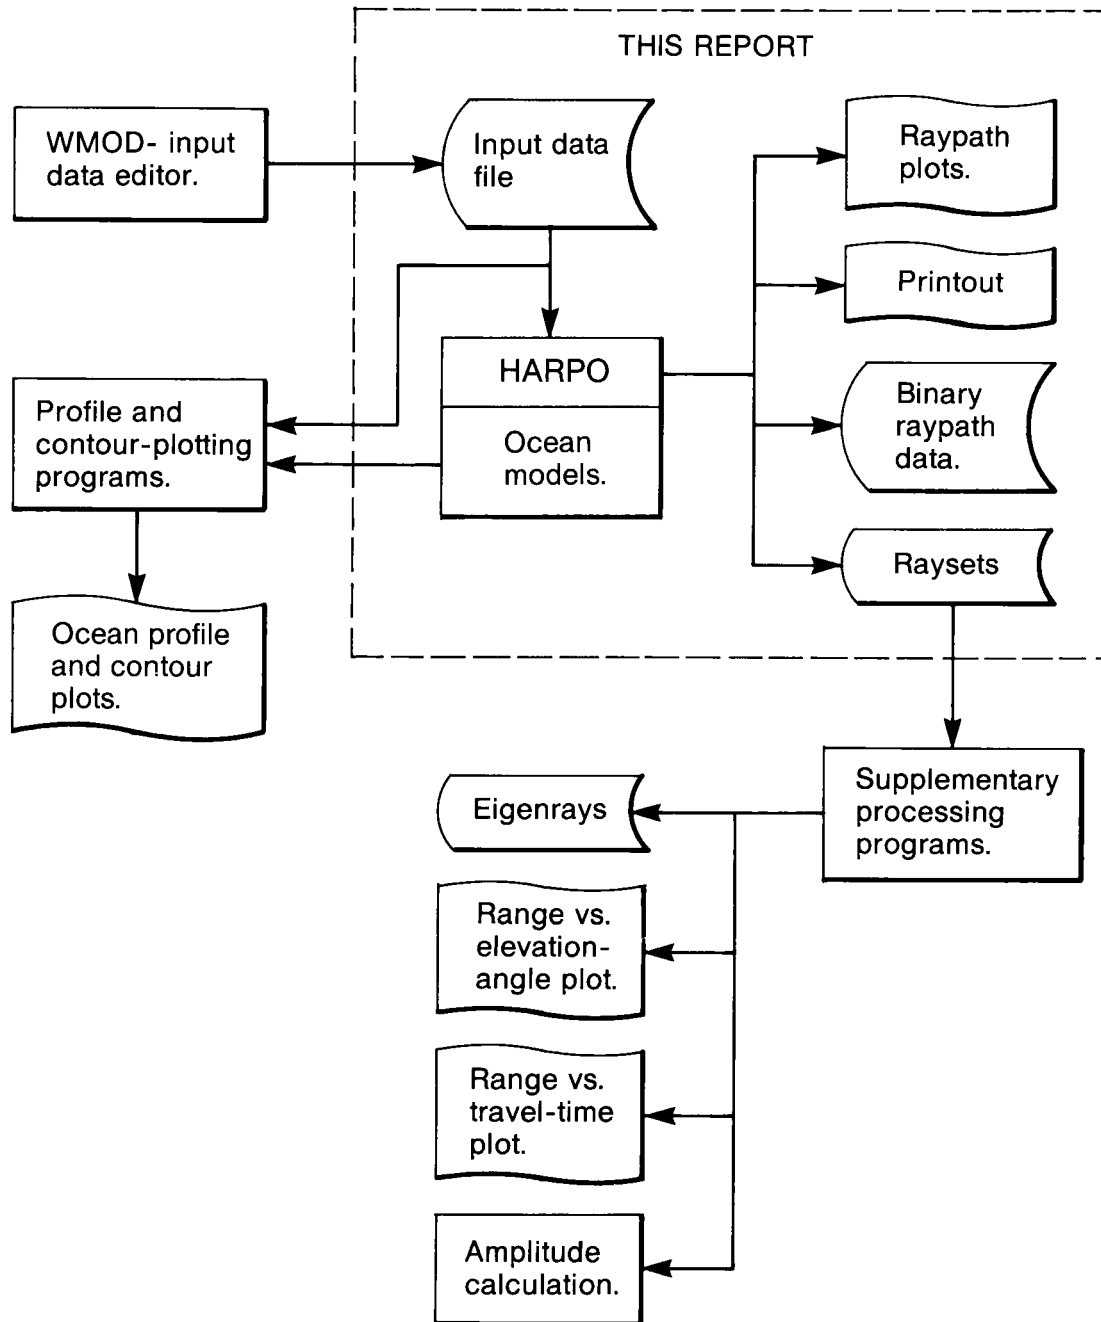 THIS REPORT
WMOD- input
data editor.
Input data
file
Raypath
plots.
Printout
HARPO
Ocean
models.
Binary
raypath
data.
Profile and
contour-plotting
programs.
Raysets
Ocean profile
and contour
plots.
Supplementary
processing
programs.
Eigenrays
Range vs.
elevation-
angle plot.
Range vs.
travel-time
plot.
Amplitude
calculation.